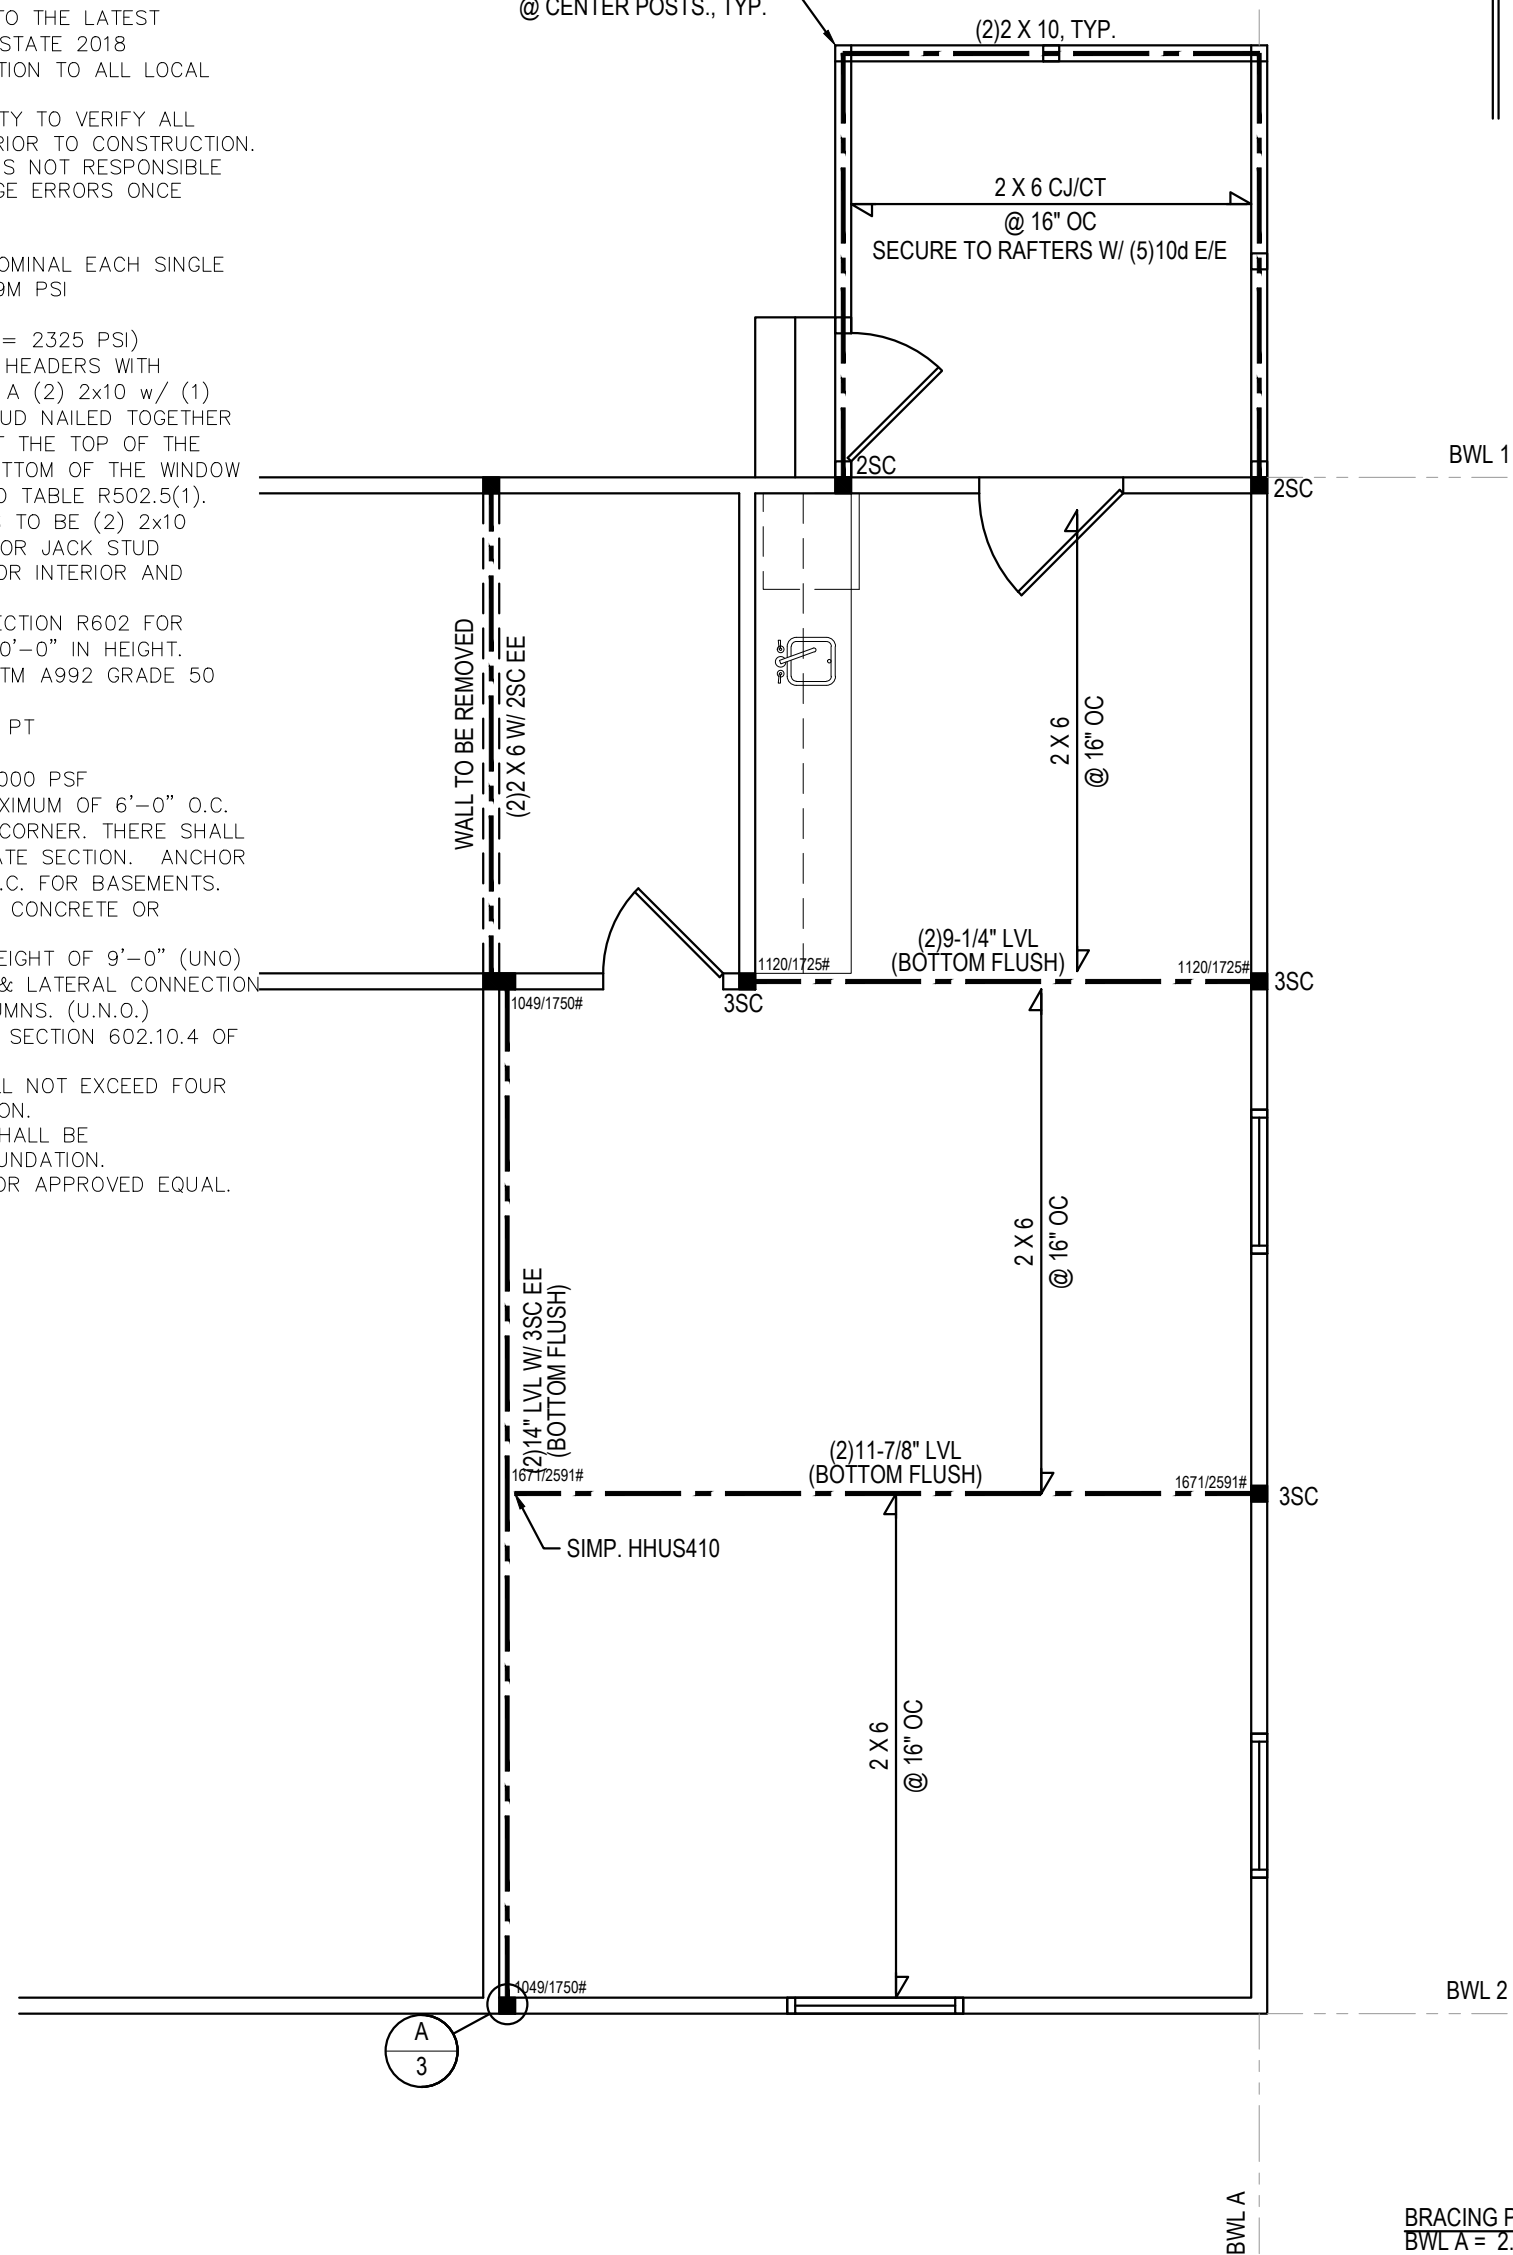 TO THE LATEST
STATE 2018
TION TO ALL LOCAL
TY TO VERIFY ALL
RIOR TO CONSTRUCTION.
S NOT RESPONSIBLE
GE ERRORS ONCE
OMINAL EACH SINGLE
9M PSI
= 2325 PSI)
HEADERS WITH
A (2) 2x10 w/ (1)
UD NAILED TOGETHER
T THE TOP OF THE
TTOM OF THE WINDOW
O TABLE R502.5(1).
S TO BE (2) 2x10
OR JACK STUD
OR INTERIOR AND
ECTION R602 FOR
0'-0" IN HEIGHT.
TM A992 GRADE 50
PT
000 PSF
XIMUM OF 6'-0" O.C.
CORNER. THERE SHALL
ATE SECTION. ANCHOR
.C. FOR BASEMENTS.
CONCRETE OR
EIGHT OF 9'-0" (UNO)
& LATERAL CONNECTION
UMNS. (U.N.O.)
SECTION 602.10.4 OF
LL NOT EXCEED FOUR
ON.
SHALL BE
UNDATION.
OR APPROVED EQUAL.
@ CENTER POSTS., TYP.
(2)2 X 10, TYP.
2 X 6 CJ/CT
@ 16" OC
SECURE TO RAFTERS W/ (5)10d E/E
BWL 1
2SC
2SC
WALL TO BE REMOVED
(2)2 X 6 W/ 2SC EE
2 X 6
@ 16" OC
(2)9-1/4" LVL
(BOTTOM FLUSH)
1120/1725#
1120/1725#
3SC
3SC
1049/1750#
2 X 6
@ 16" OC
(2)14" LVL W/ 3SC EE
(BOTTOM FLUSH)
(2)11-7/8" LVL
(BOTTOM FLUSH)
1671/2591#
1671/2591#
3SC
SIMP. HHUS410
2 X 6
@ 16" OC
1049/1750#
BWL 2
A
3
BWL A
BRACING P
BWL A = 2.